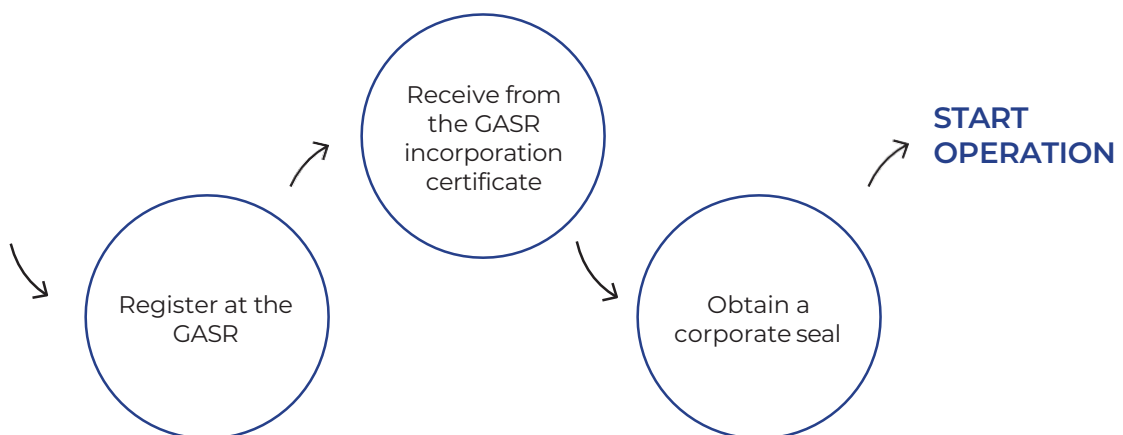 Register at the
GASR
Receive from
the GASR
incorporation
certificate
Obtain a
corporate seal
START
OPERATION